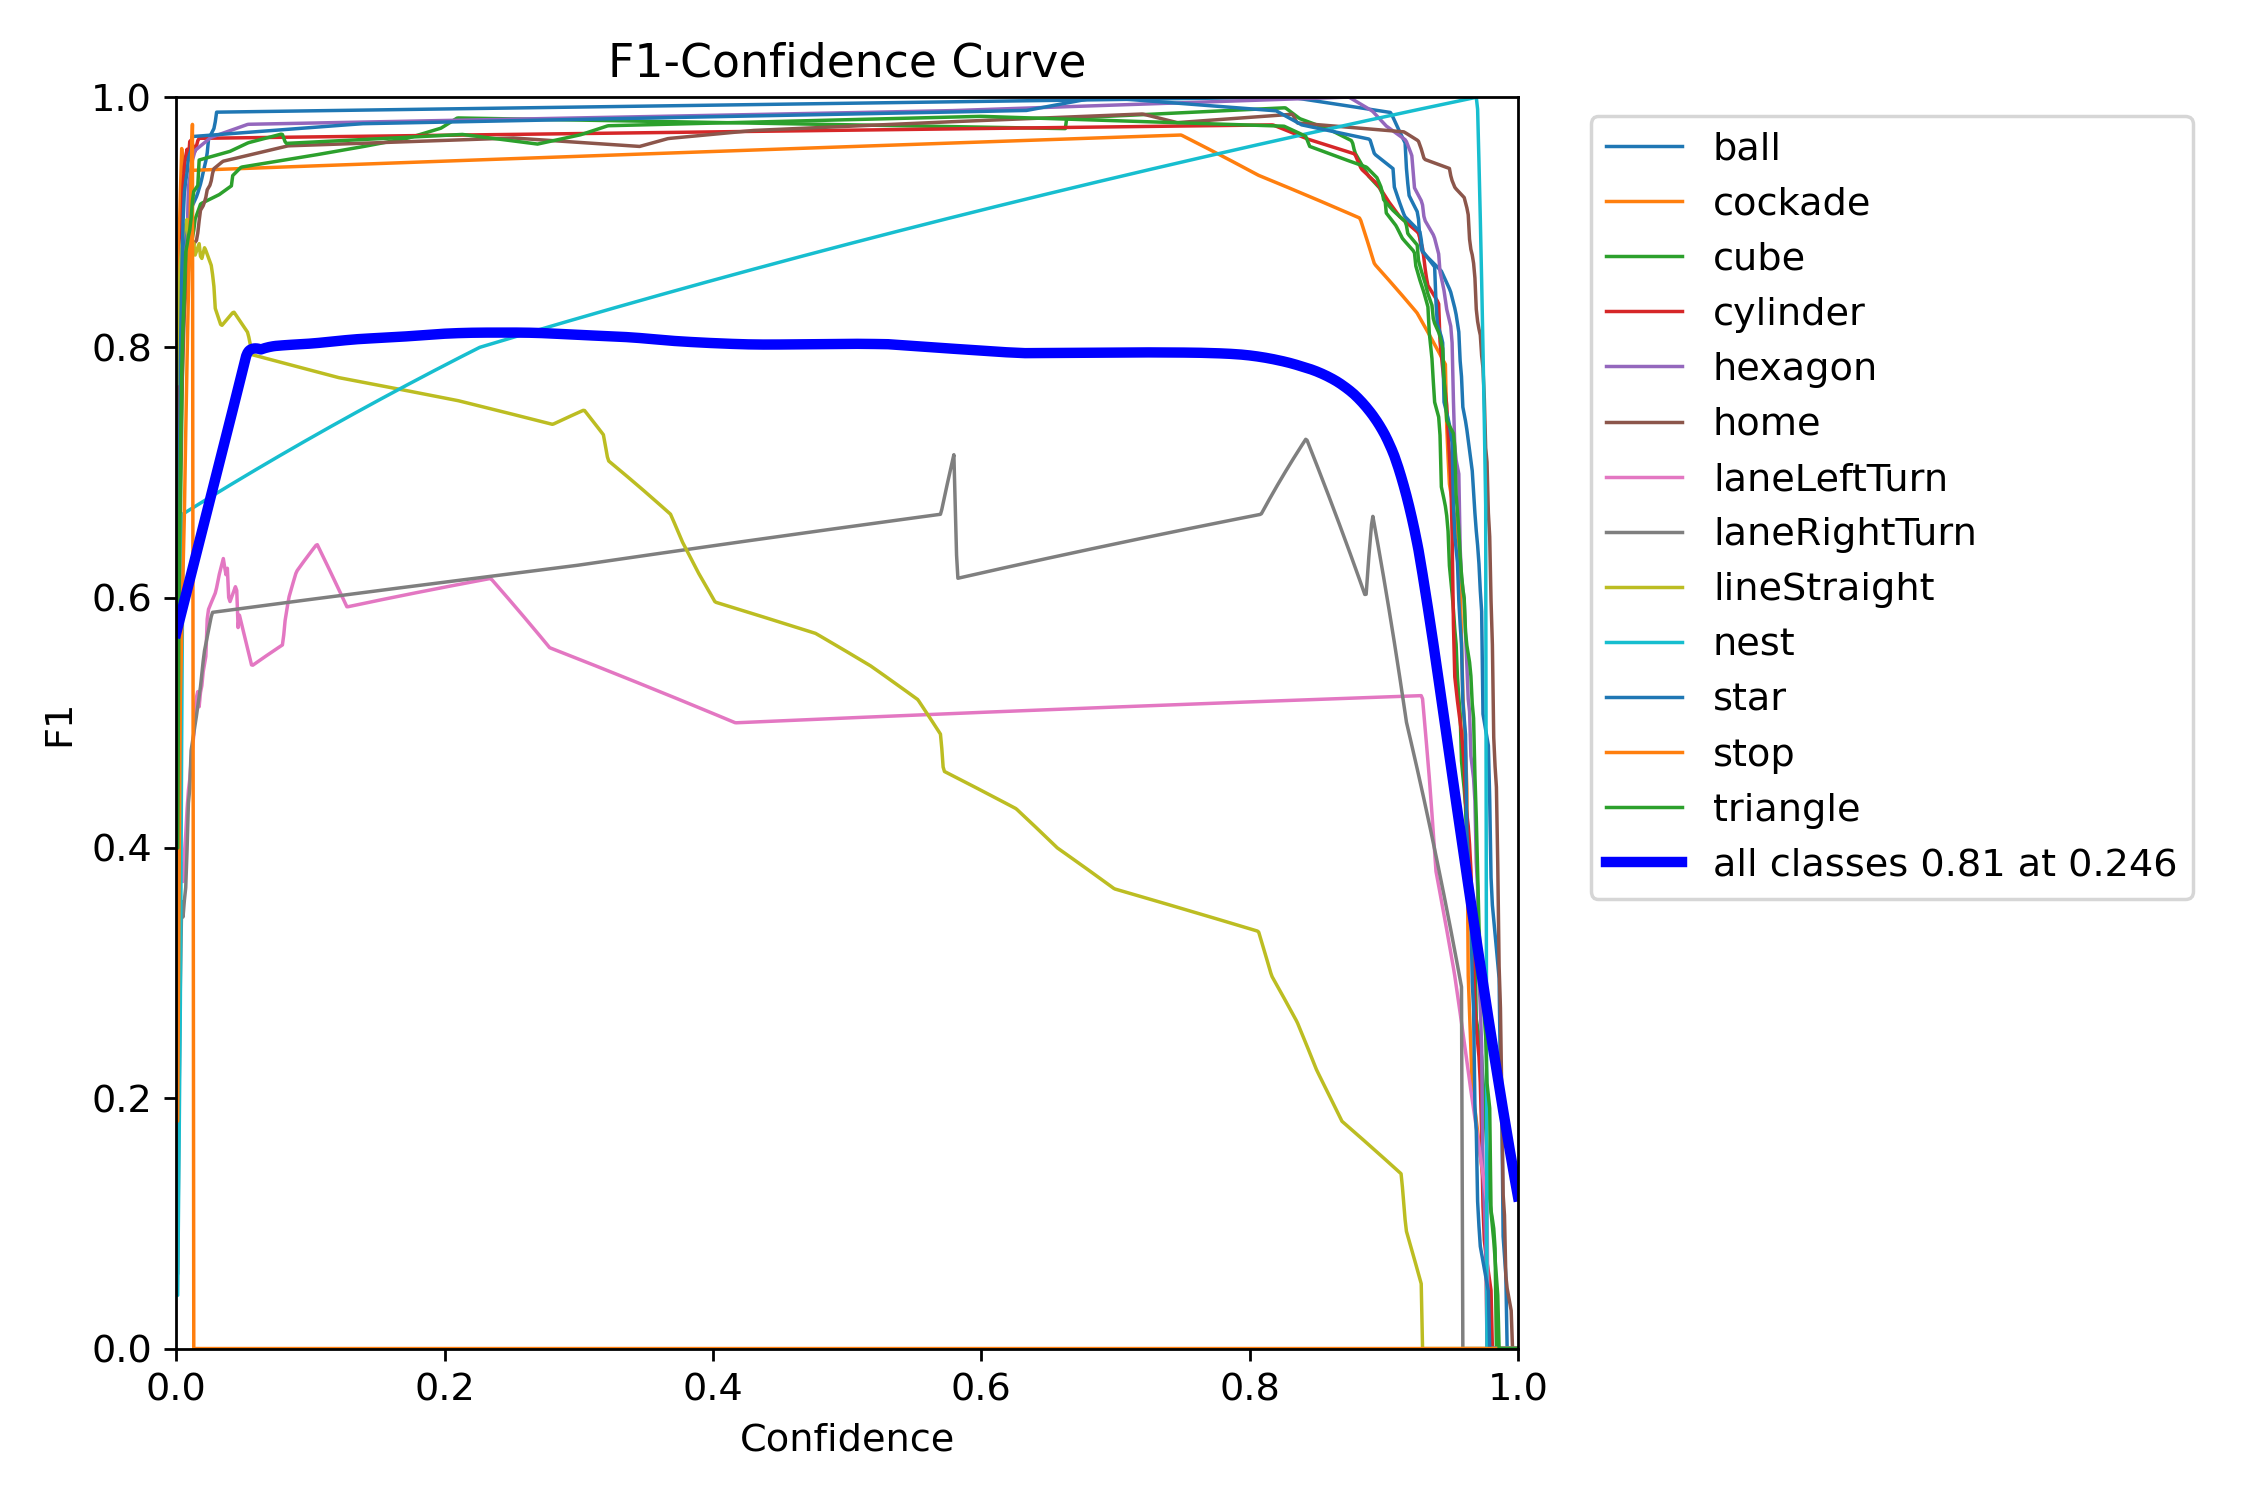 F1-Confidence Curve
1.0
0.8
0.6
0.4
0.2
0.0
F1
0.0 0.2 0.4 0.6 0.8 1.0
Confidence
ball
cockade
cube
cylinder
hexagon
home
laneLeftTurn
laneRightTurn
lineStraight
nest
star
stop
triangle
all classes 0.81 at 0.246